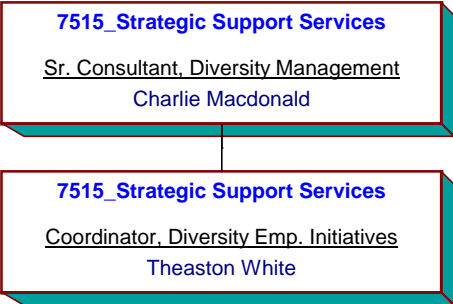 7515_Strategic Support Services
Sr. Consultant, Diversity Management
Charlie Macdonald
7515_Strategic Support Services
Coordinator, Diversity Emp. Initiatives
Theaston White